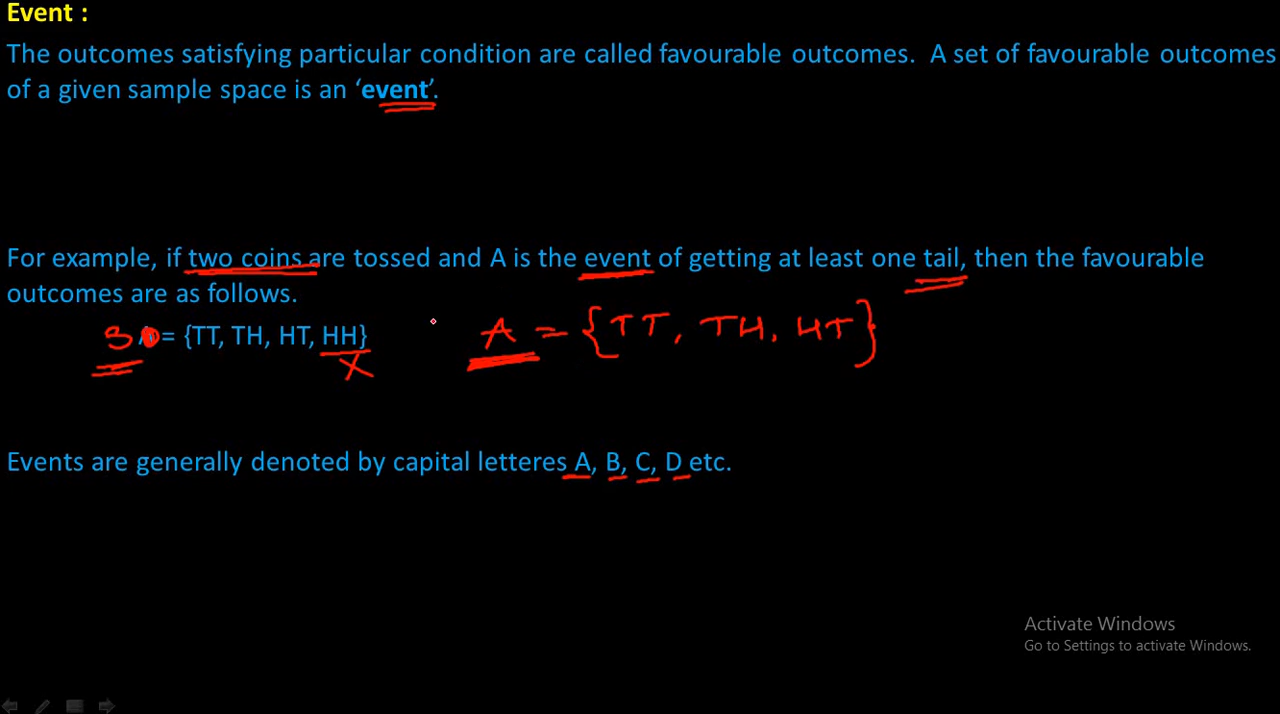 Event :
The outcomes satisfying particular condition are called favourable outcomes. A set of favourable outcomes
of a given sample space is an ‘event’.
For example, if two coins are tossed and A is the event of getting at least one tail, then the favourable
outcomes are as follows.
S = {TT, TH, HT, HH} A = {TT, TH, HT}
X
Events are generally denoted by capital letteres A, B, C, D etc.
Activate Windows
Go to Settings to activate Windows.